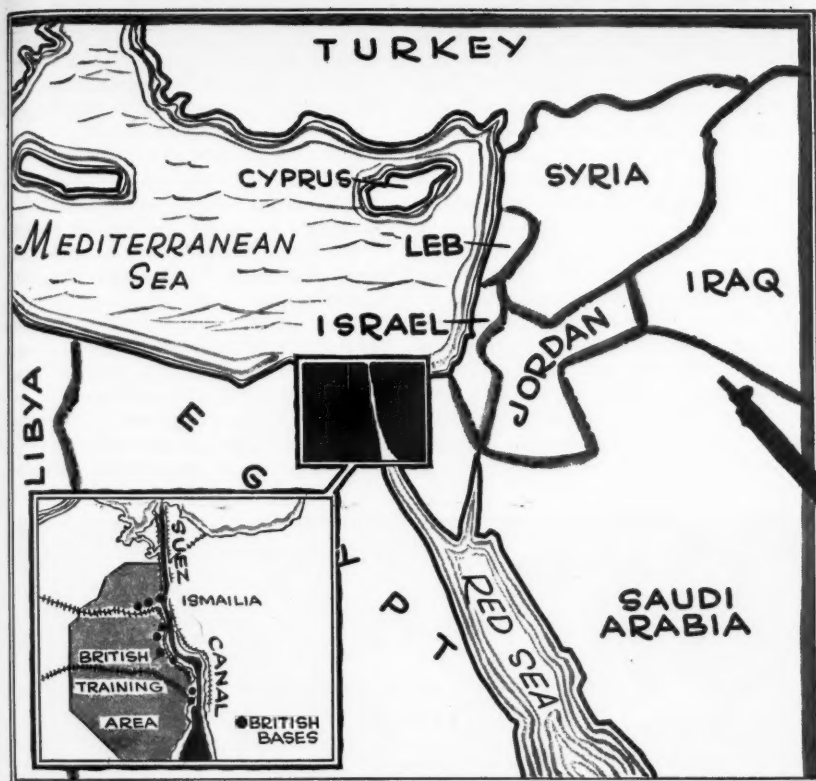 TURKEY
CYPRUS
SYRIA
MEDITERRANEAN
SEA
LEB
IRAQ
ISRAEL
JORDAN
LIBYA
EGYPT
RED SEA
SAUDI
ARABIA
SUEZ
CANAL
ISMAILIA
BRITISH
TRAINING
AREA
BRITISH
BASES